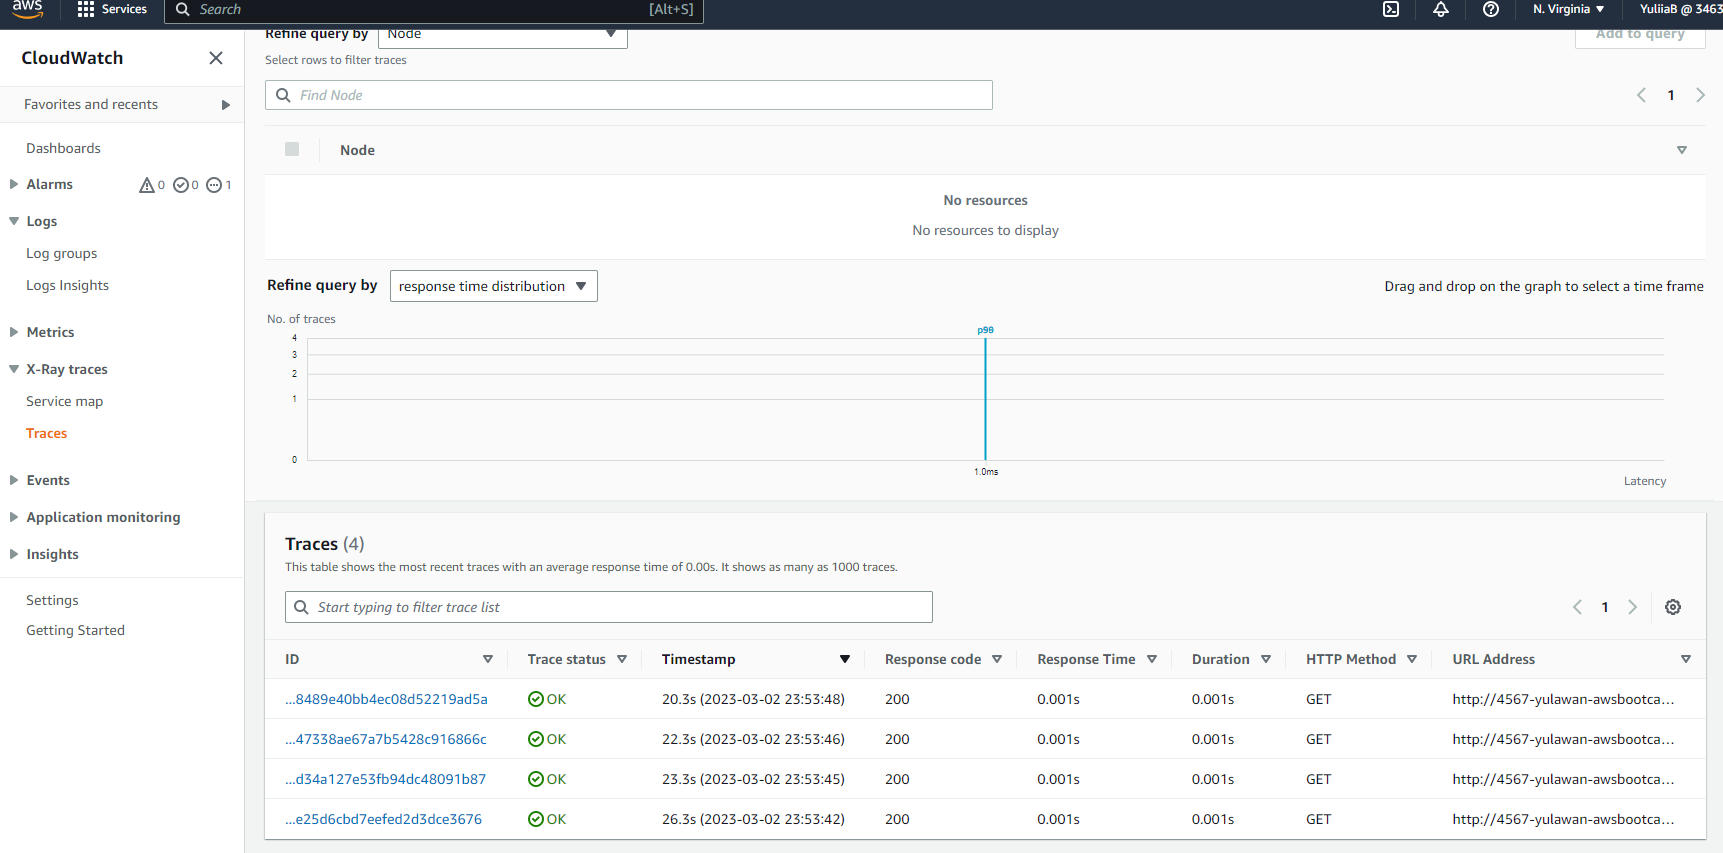 aws
Services
Search
[Alt+S]
N. Virginia
YuliiaB @ 3463
CloudWatch
Favorites and recents
Dashboards
Alarms 0 0 1
Logs
Log groups
Logs Insights
Metrics
X-Ray traces
Service map
Traces
Events
Application monitoring
Insights
Settings
Getting Started
Refine query by Node
Add to query
Select rows to filter traces
Find Node
1
Node
No resources
No resources to display
Refine query by response time distribution
Drag and drop on the graph to select a time frame
No. of traces
p99
4
3
2
1
0
1.0ms
Latency
Traces (4)
This table shows the most recent traces with an average response time of 0.00s. It shows as many as 1000 traces.
Start typing to filter trace list
1
ID Trace status Timestamp Response code Response Time Duration HTTP Method URL Address
...8489e40bb4ec08d52219ad5a OK 20.3s (2023-03-02 23:53:48) 200 0.001s 0.001s GET http://4567-yulawan-awsbootca...
...47338ae67a7b5428c916866c OK 22.3s (2023-03-02 23:53:46) 200 0.001s 0.001s GET http://4567-yulawan-awsbootca...
...d34a127e53fb94dc48091b87 OK 23.3s (2023-03-02 23:53:45) 200 0.001s 0.001s GET http://4567-yulawan-awsbootca...
...e25d6cbd7eefed2d3dce3676 OK 26.3s (2023-03-02 23:53:42) 200 0.001s 0.001s GET http://4567-yulawan-awsbootca...